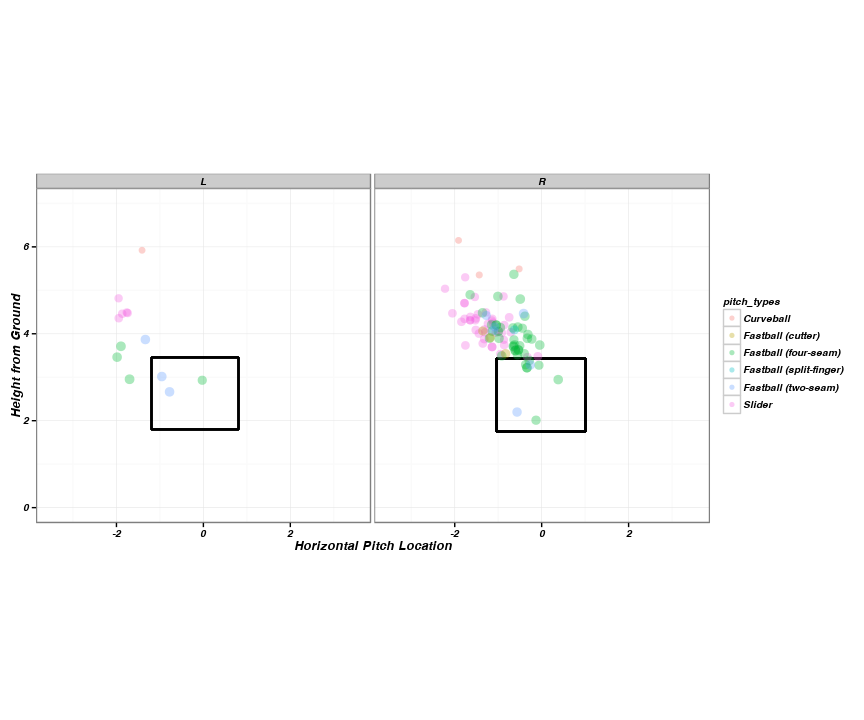 L
R
6
4
2
0
Height from Ground
-2
0
2
-2
0
2
Horizontal Pitch Location
pitch_types
Curveball
Fastball (cutter)
Fastball (four-seam)
Fastball (split-finger)
Fastball (two-seam)
Slider